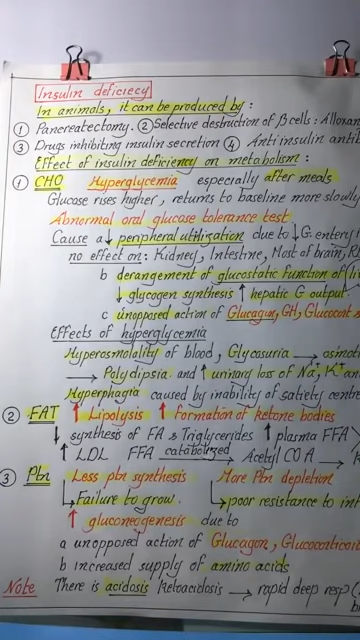 Insulin deficiecy
In animals, it can be produced by :
① Pancreatectomy. ② Selective destruction of β cells : Alloxan
③ Drugs inhibiting insulin secretion ④ Anti insulin antib
Effect of insulin deficiency on metabolism :
① CHO Hyperglycemia especially after meals
Glucose rises higher, returns to baseline more slowly
Abnormal oral glucose tolerance test
Cause a ↓ peripheral utilization due to ↓ G. entery i
no effect on : Kidney, Intestine, Most of brain, R
b derangement of glucostatic function of li
↓ glycogen synthesis ↑ hepatic G output.
c unopposed action of Glucagon, GH, Glucocort
Effects of hyperglycemia
Hyperosmolality of blood, Glycosuria → osmot
→ Polydipsia and ↑ urinary loss of Na⁺, K⁺ an
Hyperphagia caused by inability of satiety centre
② FAT ↑ Lipolysis ↑ Formation of ketone bodies
↓ synthesis of FA & Triglycerides ↑ plasma FFA
↑ LDL FFA catabolized → Acetyl CO A → K
③ Ptn Less ptn synthesis More Ptn depletion
↳ Failure to grow. ↳ poor resistance to inf
↑ gluconeogenesis due to
a unopposed action of Glucagon, Glucocorticoi
b increased supply of amino acids
Note There is acidosis ketoacidosis → rapid deep resp